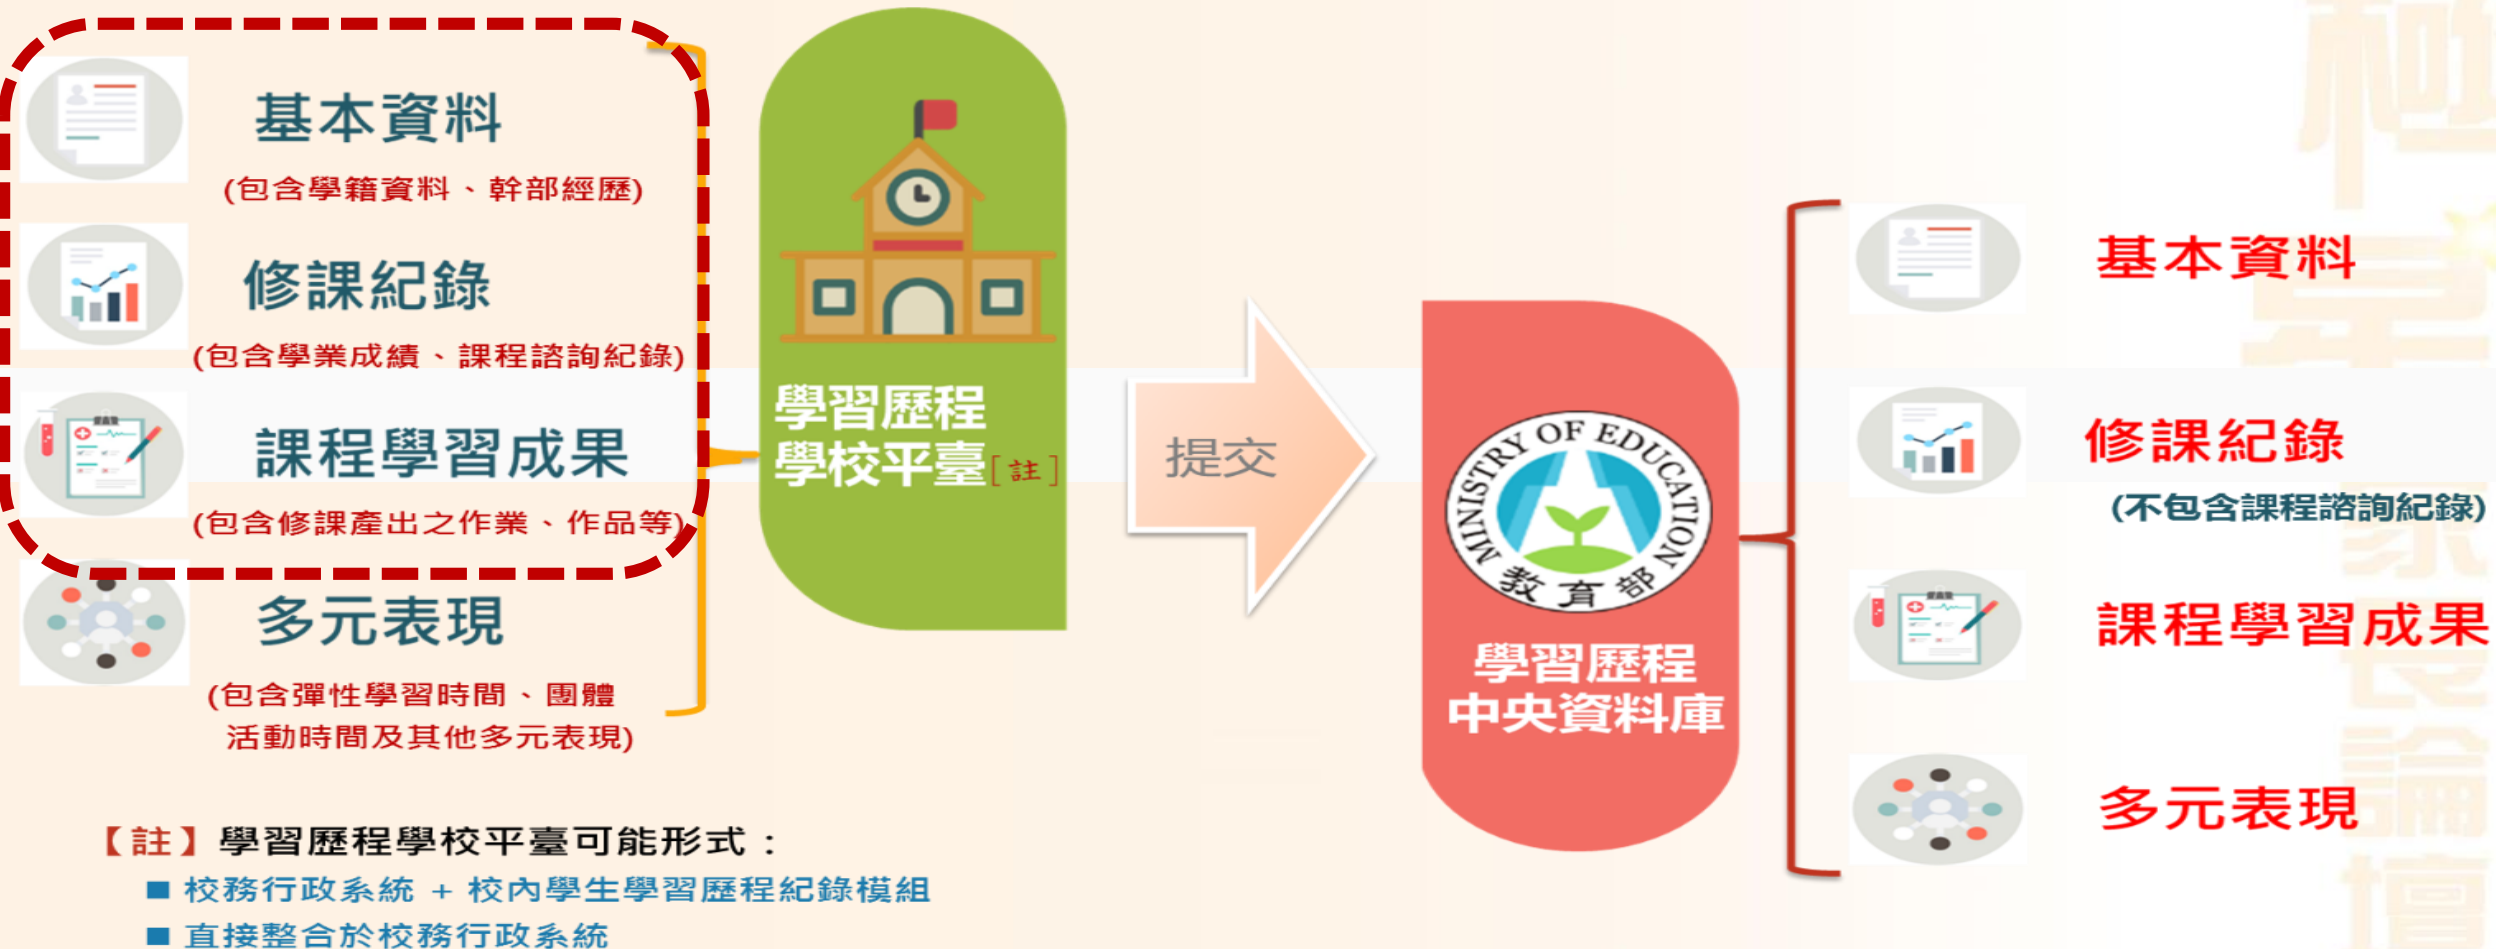 基本資料
(包含學籍資料、幹部經歷)
修課紀錄
(包含學業成績、課程諮詢紀錄)
課程學習成果
(包含修課產出之作業、作品等)
多元表現
(包含彈性學習時間、團體
活動時間及其他多元表現)
學習歷程
學校平臺[註]
提交
MINISTRY OF EDUCATION
教育部
學習歷程
中央資料庫
基本資料
修課紀錄
(不包含課程諮詢紀錄)
課程學習成果
多元表現
【註】學習歷程學校平臺可能形式：
■ 校務行政系統 + 校內學生學習歷程紀錄模組
■ 直接整合於校務行政系統